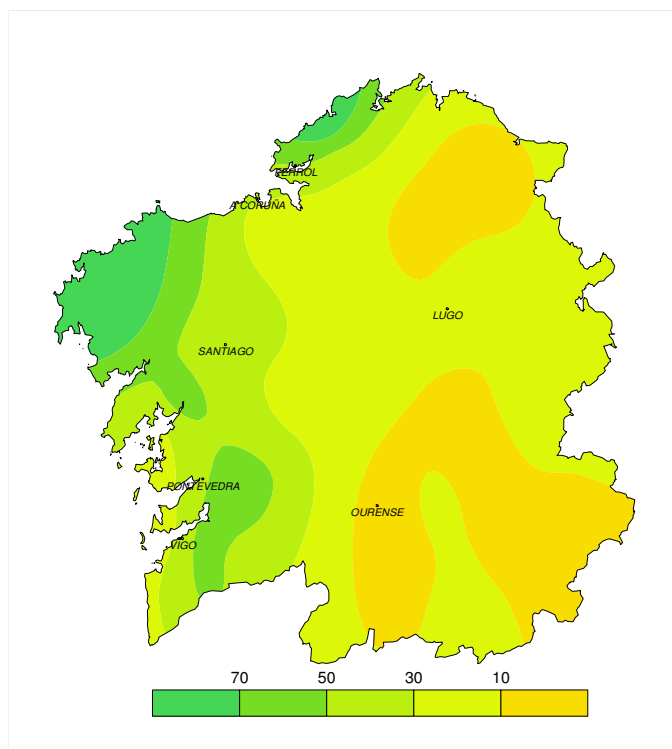 FERROL
A CORUÑA
LUGO
SANTIAGO
PONTEVEDRA
OURENSE
VIGO
70 50 30 10